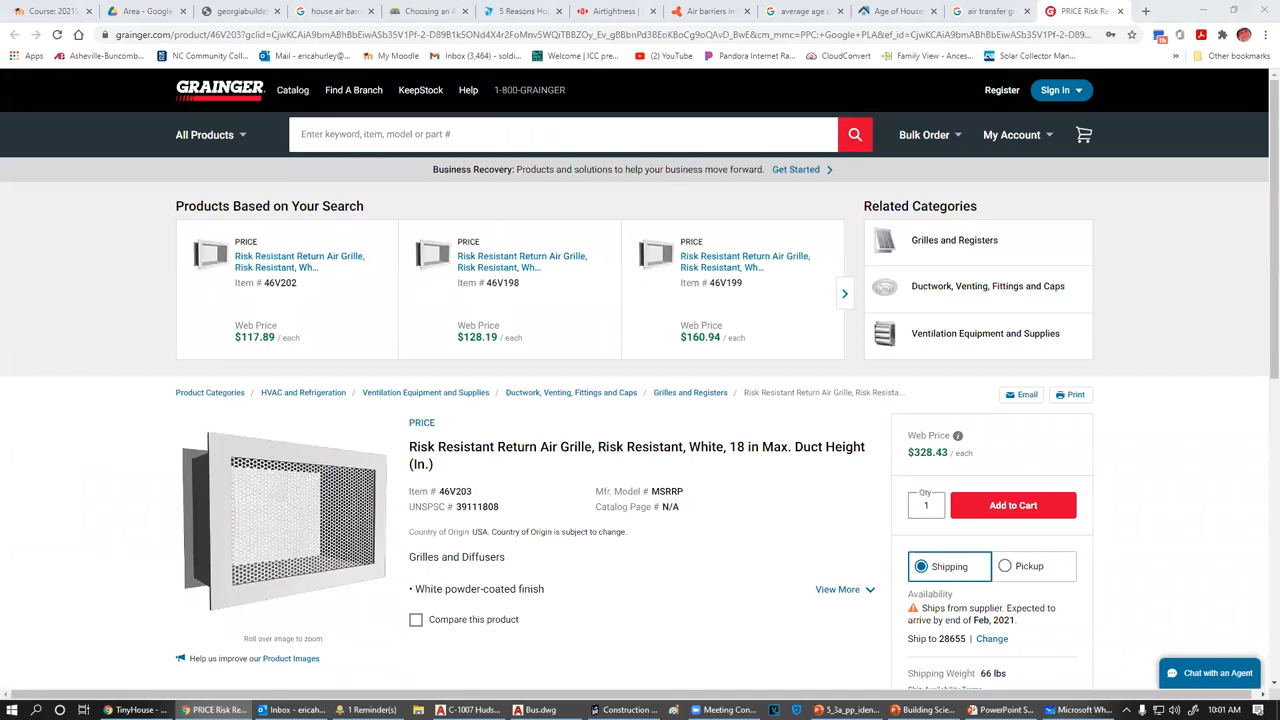 Course: 2021S
Area - Google
georgiabuilder
house air barr
Choosing an A
5 Reasons Hou
Airtightness |
Air barriers in
average age o
Age of House
air transfer gr
PRICE Risk Re
grainger.com/product/46V203?gclid=
Apps
Asheville-Buncomb...
NC Community Coll...
Mail - ericahurley@...
My Moodle
Inbox (3,464) - soldi...
Welcome | ICC pre...
(2) YouTube
Pandora Internet Ra...
CloudConvert
Family View - Ances...
Solar Collector Man...
»
Other bookmarks
GRAINGER
Catalog
Find A Branch
KeepStock
Help
1-800-GRAINGER
Register
Sign In
All Products
Enter keyword, item, model or part #
Bulk Order
My Account
Business Recovery: Products and solutions to help your business move forward. Get Started
Products Based on Your Search
PRICE
Risk Resistant Return Air Grille,
Risk Resistant, Wh...
Item # 46V202
Web Price
$117.89 / each
PRICE
Risk Resistant Return Air Grille,
Risk Resistant, Wh...
Item # 46V198
Web Price
$128.19 / each
PRICE
Risk Resistant Return Air Grille,
Risk Resistant, Wh...
Item # 46V199
Web Price
$160.94 / each
Related Categories
Grilles and Registers
Ductwork, Venting, Fittings and Caps
Ventilation Equipment and Supplies
Product Categories / HVAC and Refrigeration / Ventilation Equipment and Supplies / Ductwork, Venting, Fittings and Caps / Grilles and Registers / Risk Resistant Return Air Grille, Risk Resista...
Email
Print
PRICE
Risk Resistant Return Air Grille, Risk Resistant, White, 18 in Max. Duct Height
(In.)
Item # 46V203
Mfr. Model # MSRRP
UNSPSC # 39111808
Catalog Page # N/A
Country of Origin USA. Country of Origin is subject to change.
Grilles and Diffusers
• White powder-coated finish
View More
Compare this product
Roll over image to zoom.
Help us improve our Product Images
Web Price
$328.43 / each
Qty
1
Add to Cart
Shipping
Pickup
Availability
Ships from supplier. Expected to
arrive by end of Feb, 2021.
Ship to 28655 | Change
Shipping Weight 66 lbs
Ship Availability Terms
Chat with an Agent
TinyHouse - ...
PRICE Risk Re...
Inbox - ericah...
1 Reminder(s)
C-1007 Huds...
Bus.dwg
Construction ...
Meeting Con...
5_3a_pp_iden...
Building Scie...
PowerPoint S...
Microsoft Wh...
10:01 AM